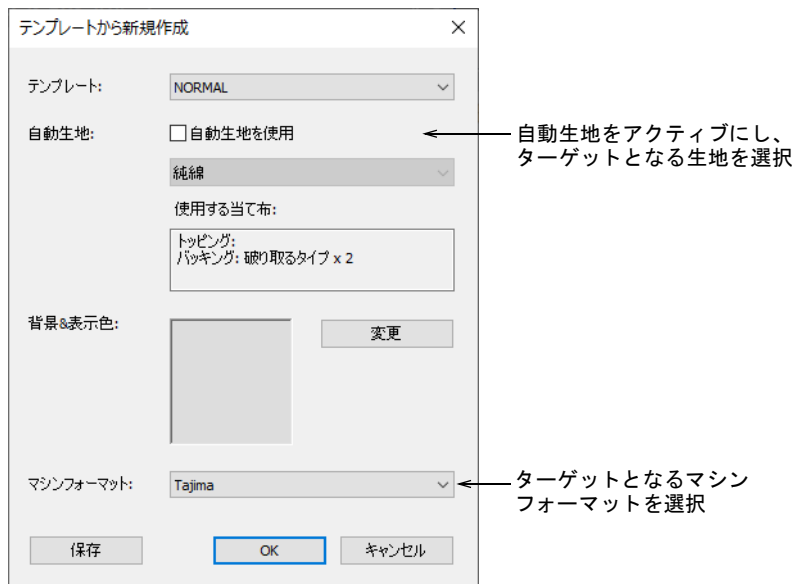 テンプレートから新規作成
テンプレート:
NORMAL
自動生地:
自動生地を使用
自動生地をアクティブにし、
ターゲットとなる生地を選択
純綿
使用する当て布:
トッピング:
バッキング: 破り取るタイプ x 2
背景&表示色:
変更
マシンフォーマット:
Tajima
ターゲットとなるマシン
フォーマットを選択
保存
OK
キャンセル